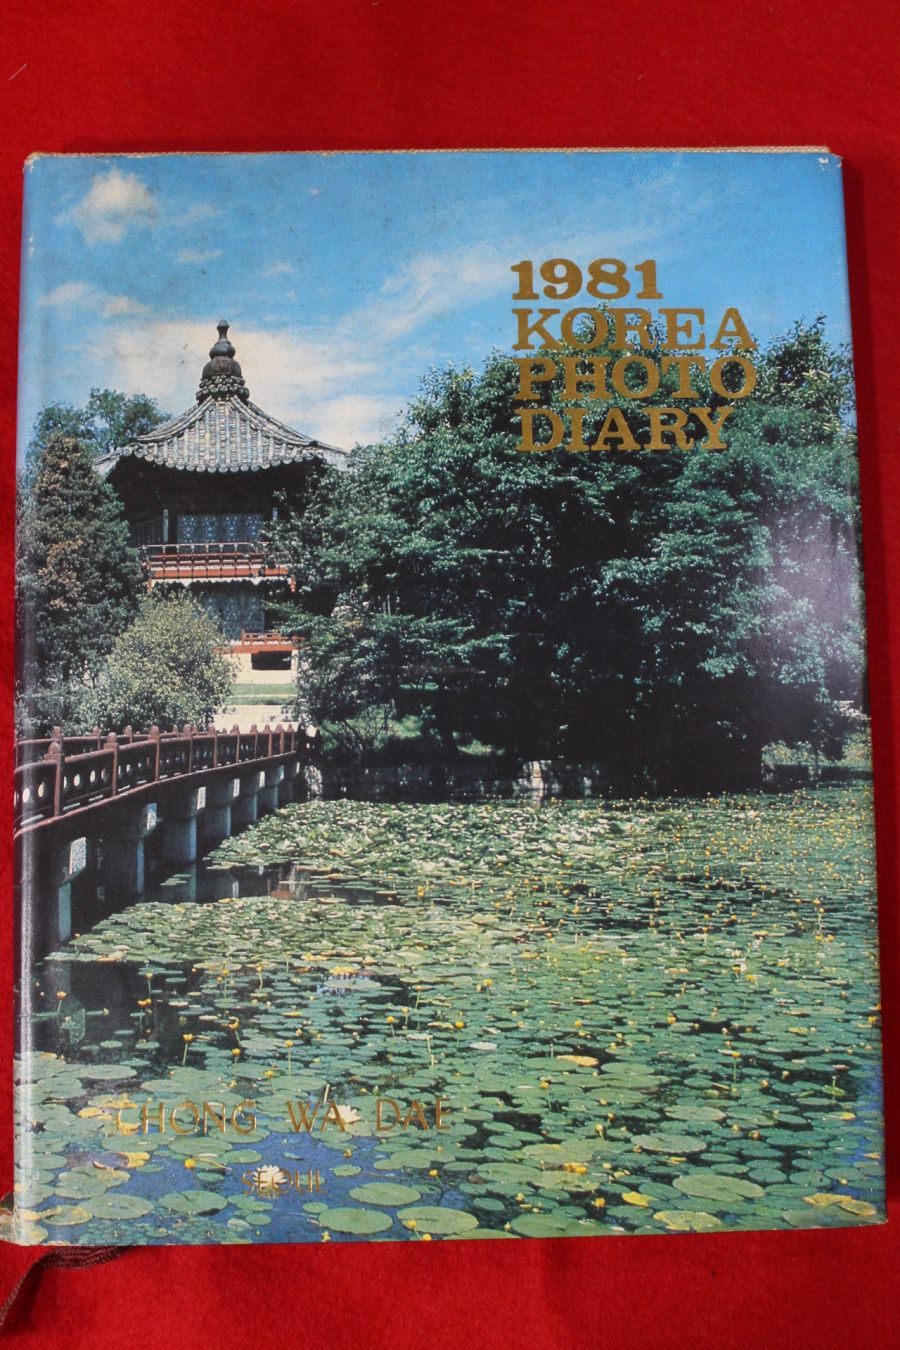 1981
KOREA
PHOTO
DIARY
CHONG WA DAE
SEOUL